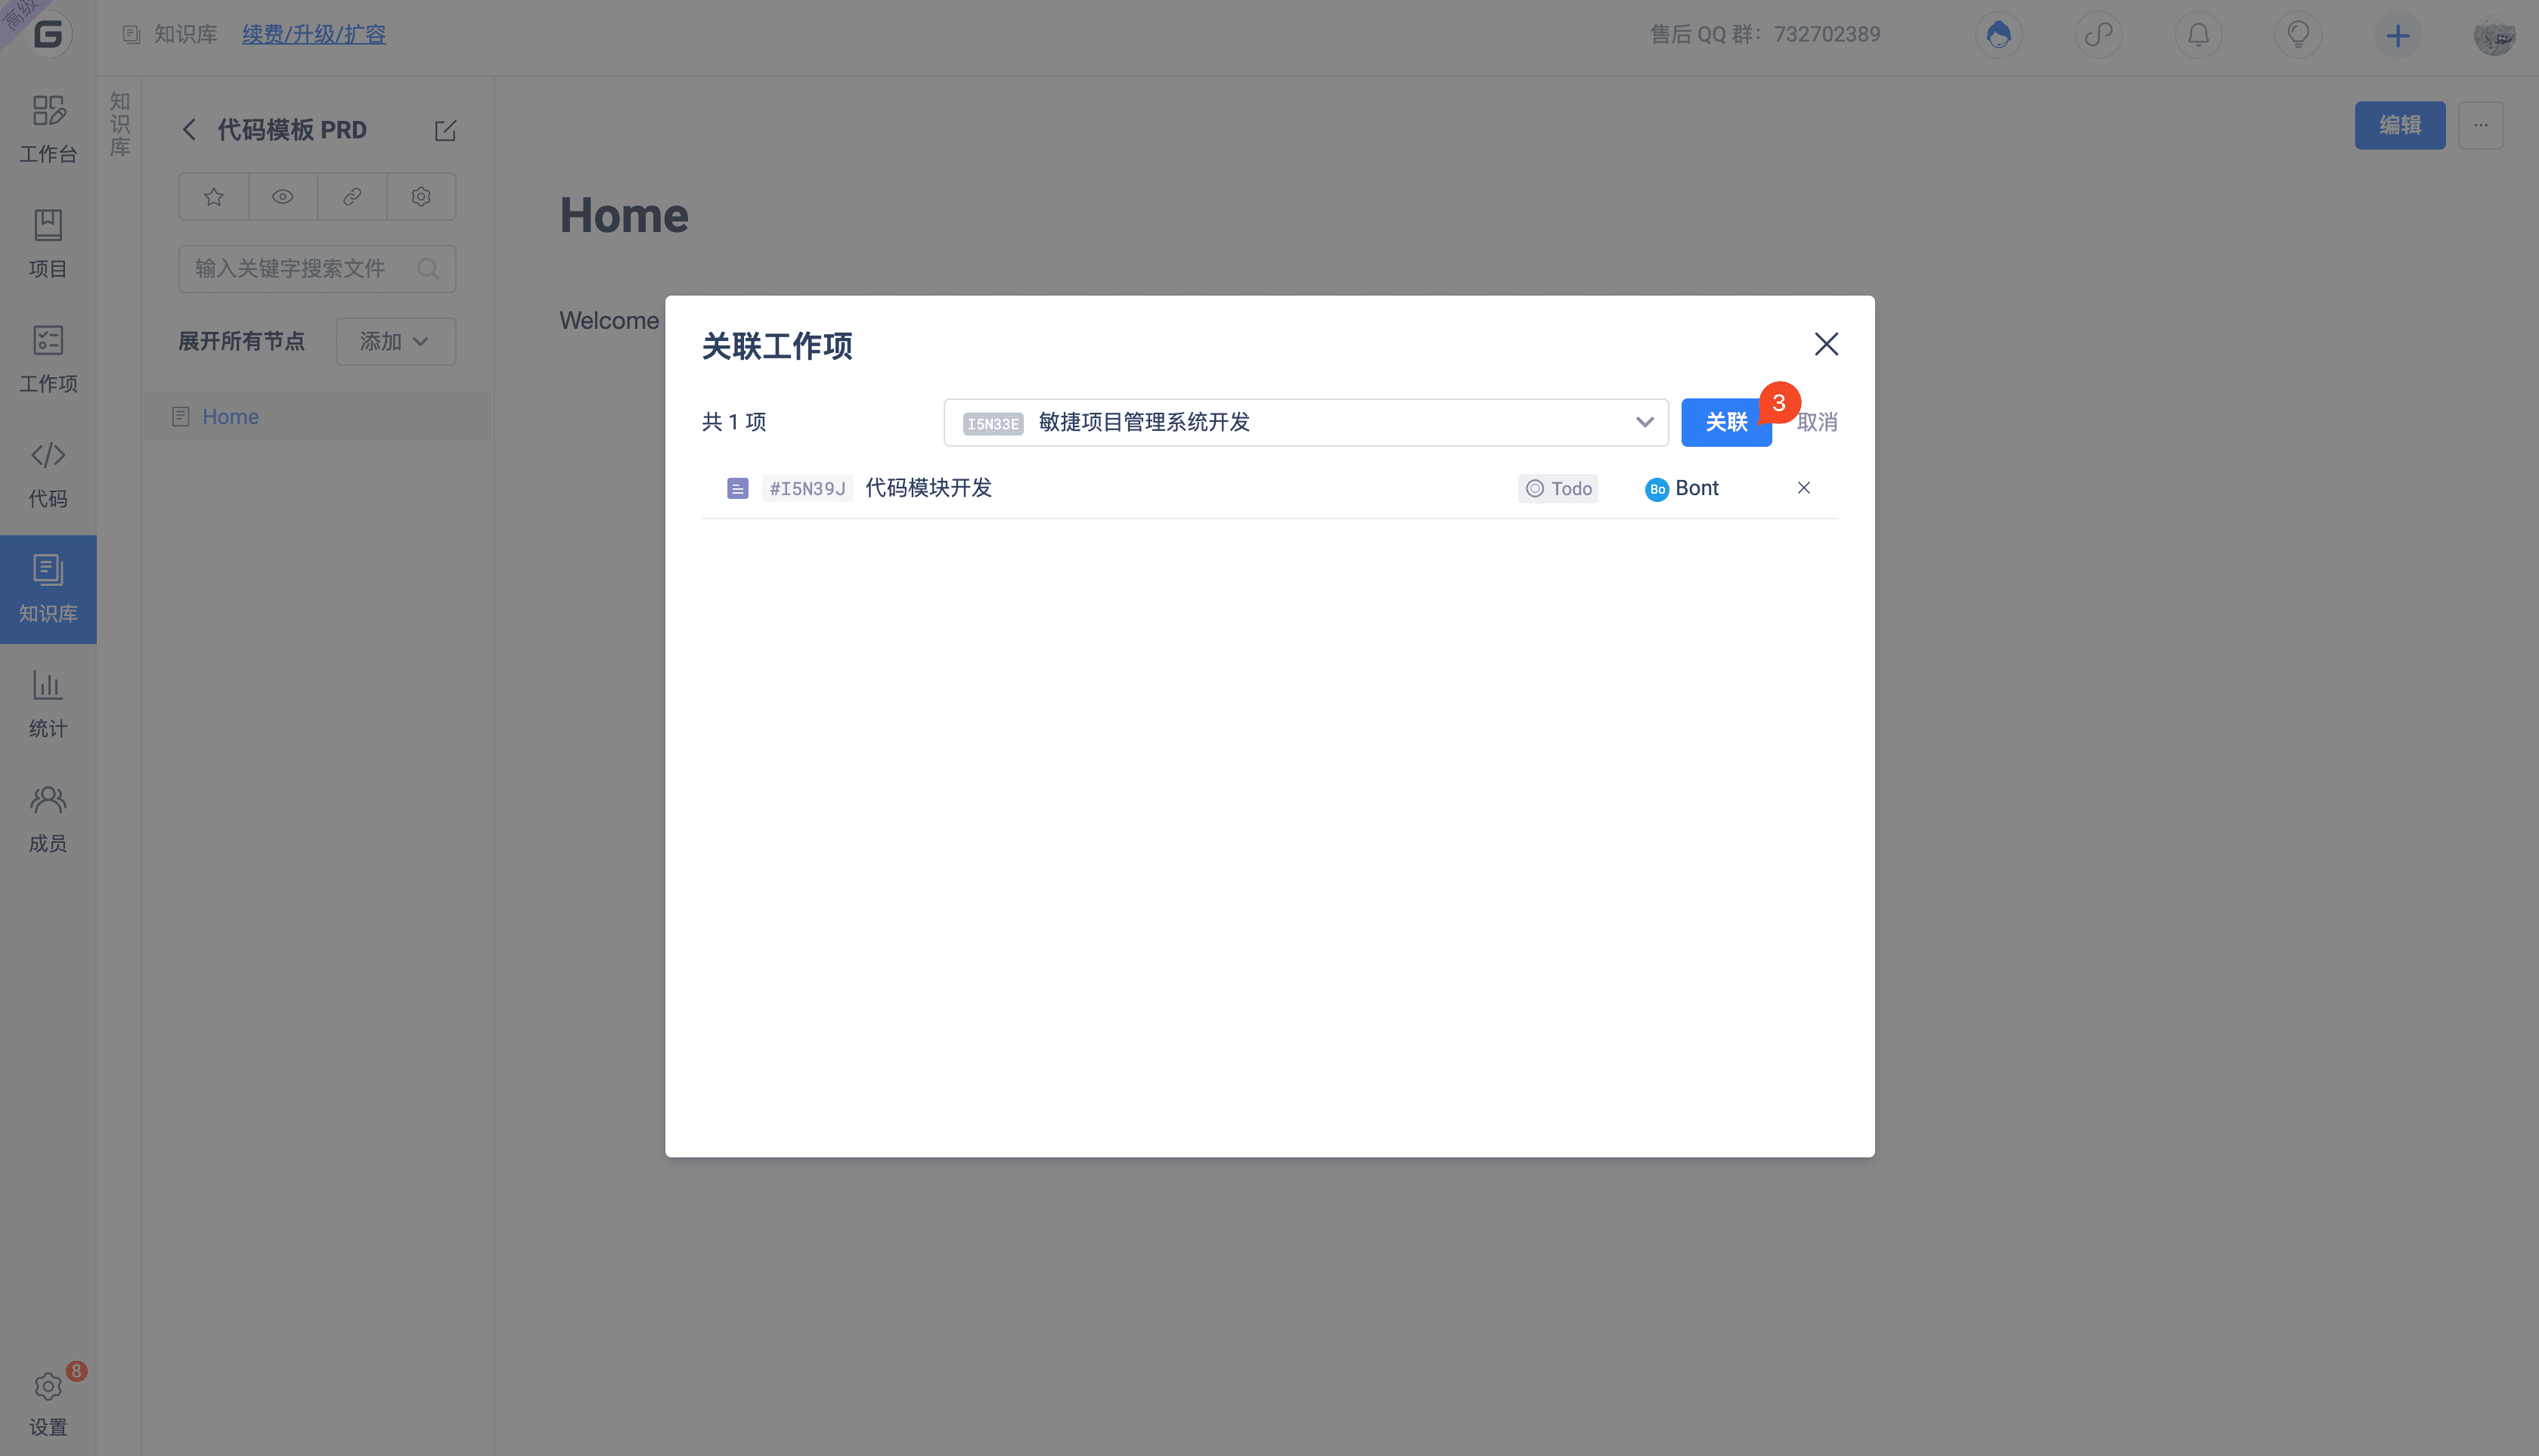 高级
G
知识库 续费/升级/扩容
售后 QQ 群：732702389
工作台
项目
工作项
代码
知识库
统计
成员
8
设置
知识库
代码模板 PRD
输入关键字搜索文件
展开所有节点 添加
Home
编辑
...
Home
Welcome
关联工作项
共 1 项 I5N33E 敏捷项目管理系统开发 关联 3 取消
#I5N39J 代码模块开发 Todo Bo Bont